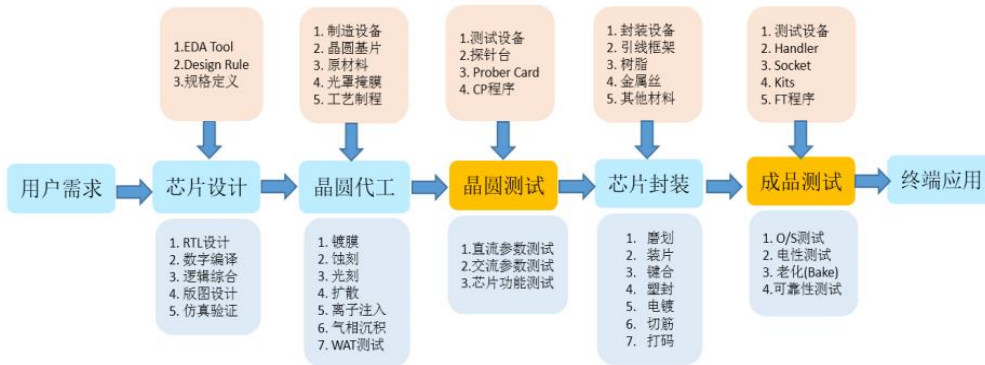 1.EDA Tool
2.Design Rule
3.规格定义
1. 制造设备
2. 晶圆基片
3. 原材料
4. 光罩掩膜
5. 工艺制程
1.测试设备
2.探针台
3. Prober Card
4. CP程序
1. 封装设备
2. 引线框架
3. 树脂
4. 金属丝
5. 其他材料
1. 测试设备
2. Handler
3. Socket
4. Kits
5. FT程序
用户需求
芯片设计
晶圆代工
晶圆测试
芯片封装
成品测试
终端应用
1. RTL设计
2. 数字编译
3. 逻辑综合
4. 版图设计
5. 仿真验证
1. 镀膜
2. 蚀刻
3. 光刻
4. 扩散
5. 离子注入
6. 气相沉积
7. WAT测试
1.直流参数测试
2.交流参数测试
3.芯片功能测试
1. 磨划
2. 装片
3. 键合
4. 塑封
5. 电镀
6. 切筋
7. 打码
1. O/S测试
2. 电性测试
3. 老化(Bake)
4.可靠性测试